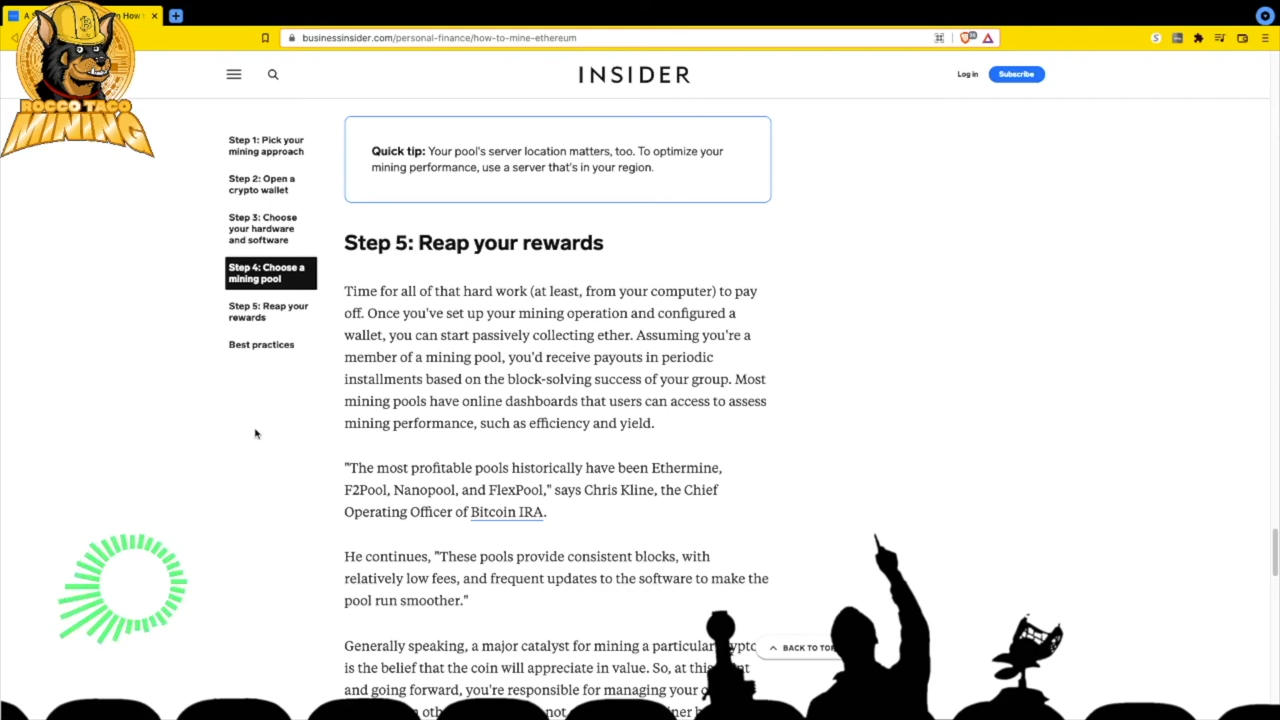 ROCCO TACO
MINING
businessinsider.com/personal-finance/how-to-mine-ethereum
INSIDER
Log in
Subscribe
Step 1: Pick your
mining approach
Step 2: Open a
crypto wallet
Step 3: Choose
your hardware
and software
Step 4: Choose a
mining pool
Step 5: Reap your
rewards
Best practices
Quick tip: Your pool's server location matters, too. To optimize your
mining performance, use a server that's in your region.
Step 5: Reap your rewards
Time for all of that hard work (at least, from your computer) to pay
off. Once you've set up your mining operation and configured a
wallet, you can start passively collecting ether. Assuming you're a
member of a mining pool, you'd receive payouts in periodic
installments based on the block-solving success of your group. Most
mining pools have online dashboards that users can access to assess
mining performance, such as efficiency and yield.
"The most profitable pools historically have been Ethermine,
F2Pool, Nanopool, and FlexPool," says Chris Kline, the Chief
Operating Officer of Bitcoin IRA.
He continues, "These pools provide consistent blocks, with
relatively low fees, and frequent updates to the software to make the
pool run smoother."
Generally speaking, a major catalyst for mining a particular
is the belief that the coin will appreciate in value. So, at this
and going forward, you're responsible for managing your
BACK TO